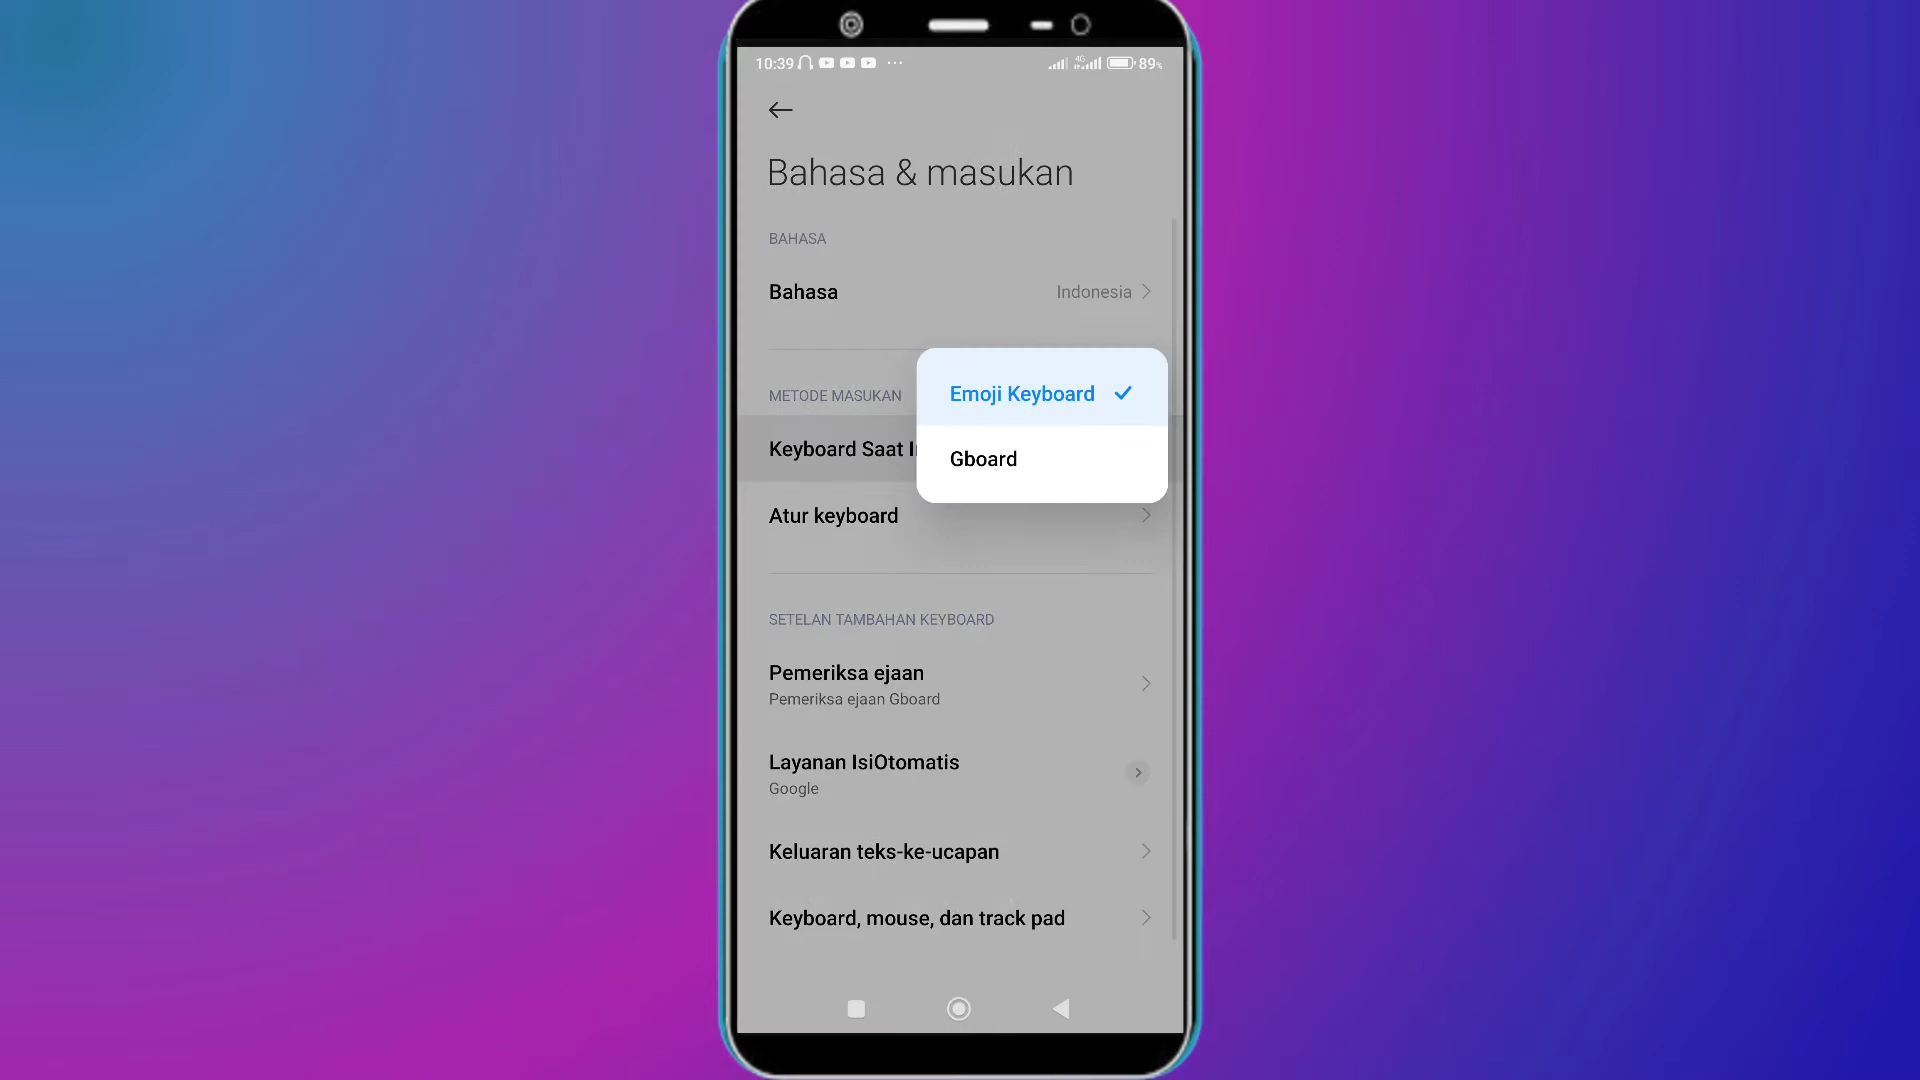 10:39 ... 4G 89%
Bahasa & masukan
BAHASA
Bahasa Indonesia
METODE MASUKAN
Emoji Keyboard
Keyboard Saat I
Gboard
Atur keyboard
SETELAN TAMBAHAN KEYBOARD
Pemeriksa ejaan
Pemeriksa ejaan Gboard
Layanan IsiOtomatis
Google
Keluaran teks-ke-ucapan
Keyboard, mouse, dan track pad